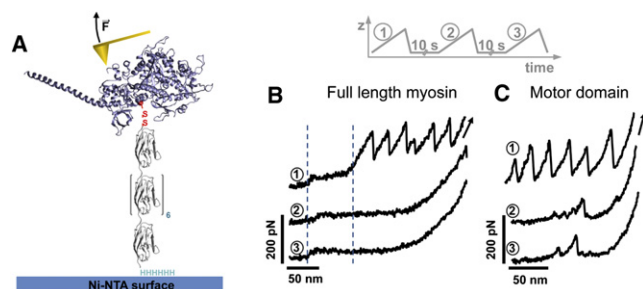 A
F
S
S
6
HHHHHH
Ni-NTA surface
z
1
10 s
2
10 s
3
time
B
Full length myosin
1
2
3
200 pN
50 nm
C
Motor domain
1
2
3
200 pN
50 nm